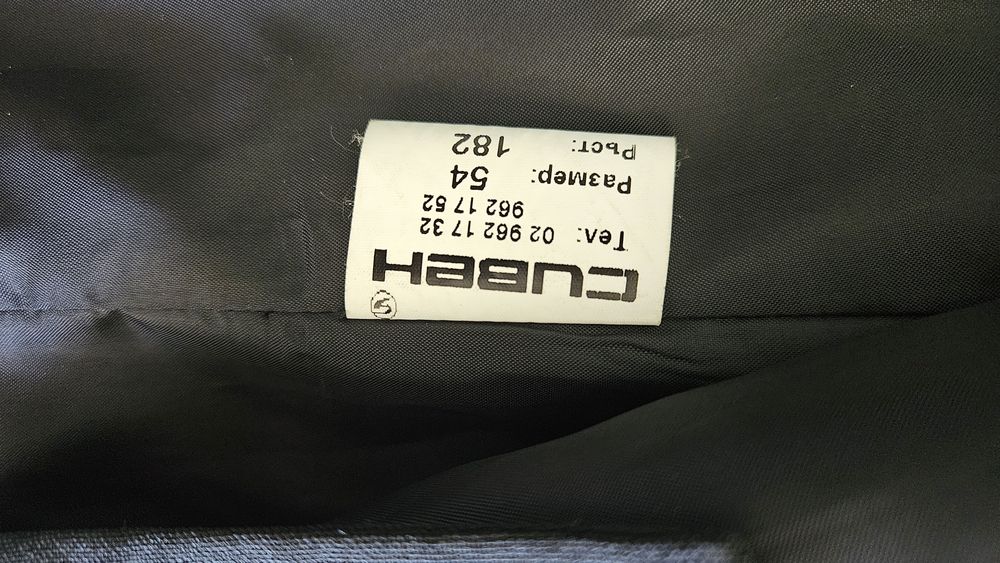 СИВЕН
Тел.: 02 962 17 32
962 17 52
Размер: 54
Ръст: 182